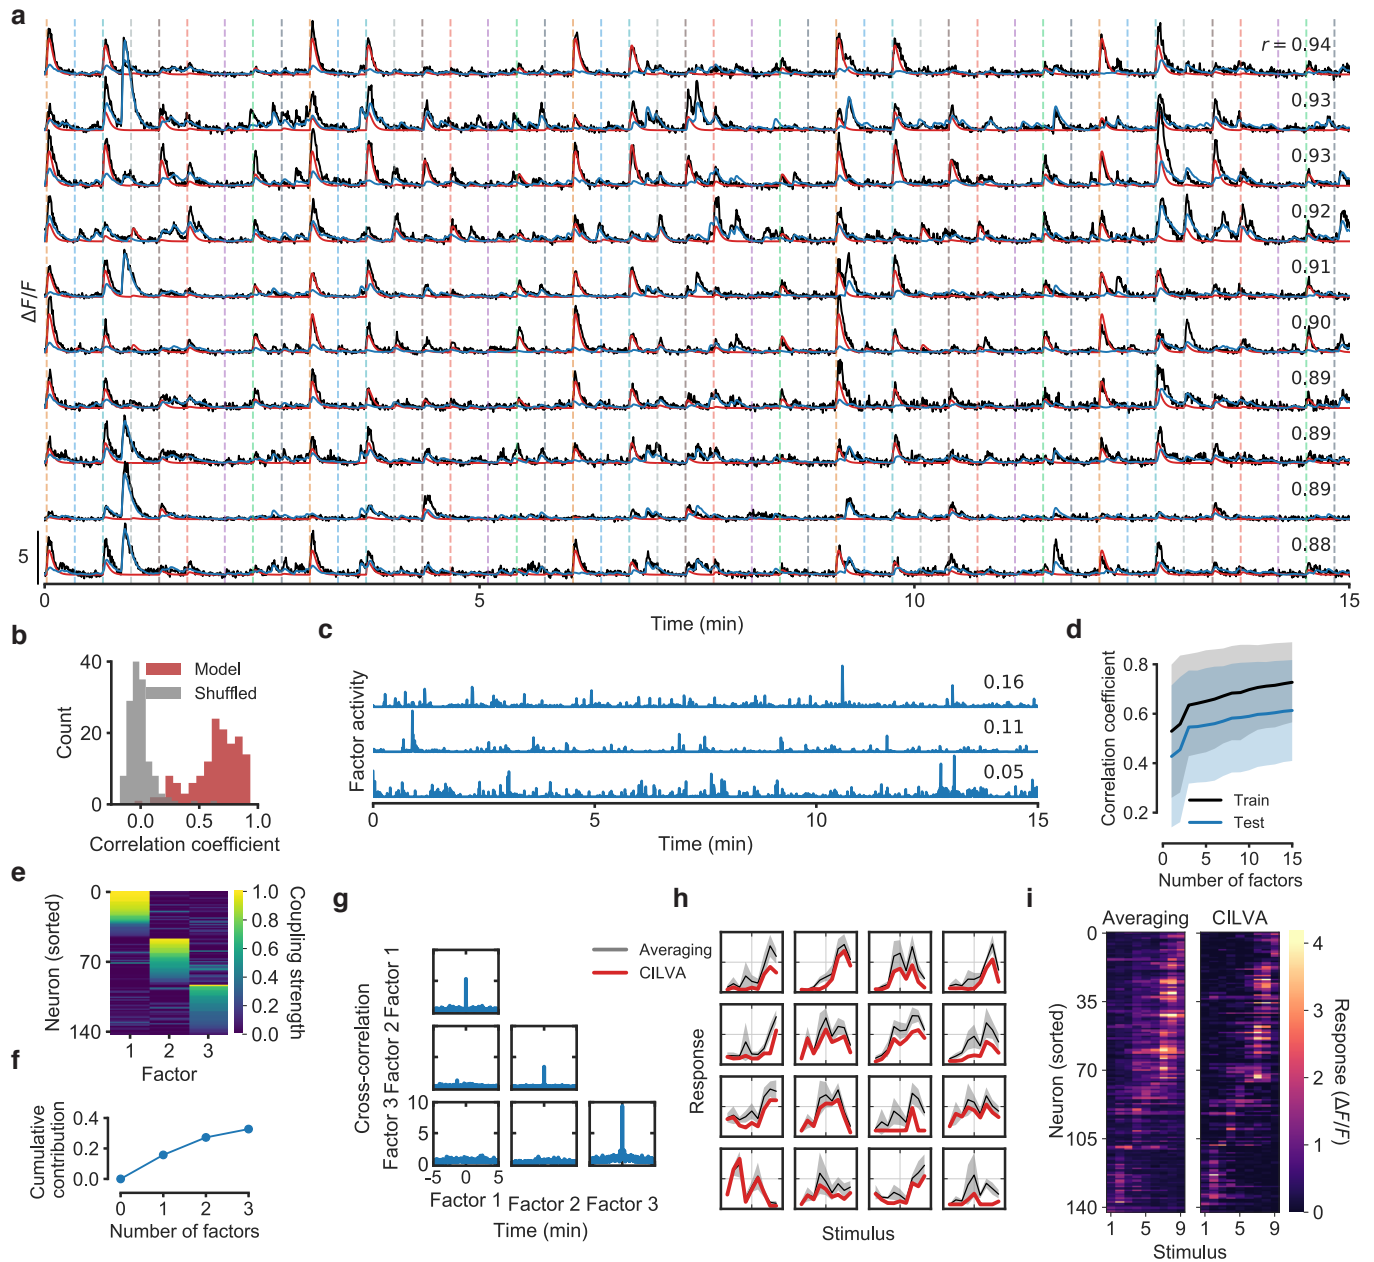 a
r = 0.94
0.93
0.93
0.92
0.91
0.90
0.89
0.89
0.89
0.88
ΔF/F
5
0 5 10 15
Time (min)
b
40
20
0
Count
Model
Shuffled
0.0 0.5 1.0
Correlation coefficient
c
Factor activity
0.16
0.11
0.05
0 5 10 15
Time (min)
d
Correlation coefficient
0.8
0.6
0.4
0.2
Train
Test
0 5 10 15
Number of factors
e
Neuron (sorted)
0
70
140
1 2 3
Factor
1.0
0.8
0.6
0.4
0.2
0.0
Coupling strength
f
Cumulative
contribution
0.4
0.2
0.0
0 1 2 3
Number of factors
g
Cross-correlation
Factor 1
Factor 2
Factor 3
10
5
0
−5 0 5
Factor 1 Factor 2 Factor 3
Time (min)
Averaging
CILVA
h
Response
Stimulus
i
Averaging CILVA
Neuron (sorted)
0
35
70
105
140
1 5 9 1 5 9
Stimulus
4
3
2
1
0
Response (ΔF/F)